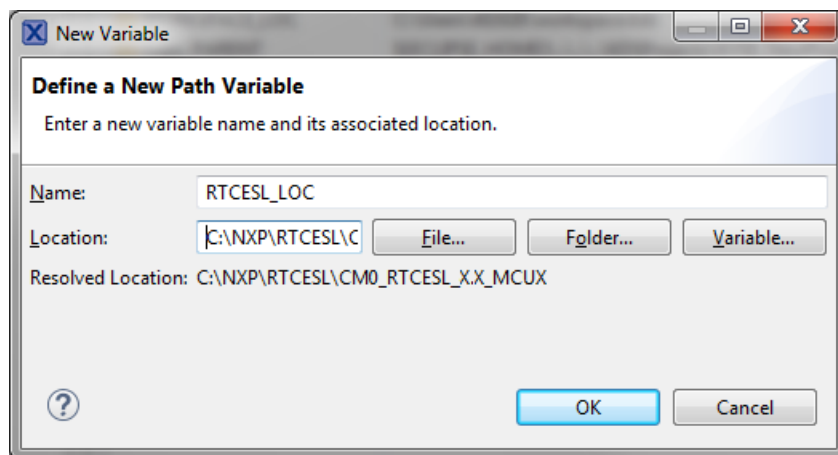 New Variable
Define a New Path Variable
Enter a new variable name and its associated location.
Name: RTCESL_LOC
Location: C:\NXP\RTCESL\C File... Folder... Variable...
Resolved Location: C:\NXP\RTCESL\CM0_RTCESL_X.X_MCUX
OK Cancel